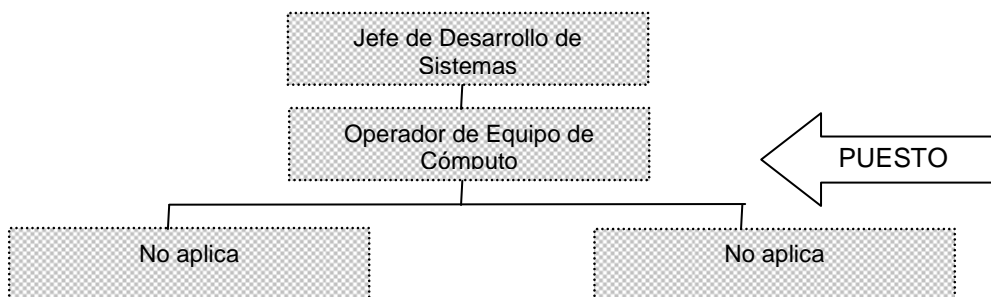 Jefe de Desarrollo de
Sistemas
Operador de Equipo de
Cómputo
PUESTO
No aplica
No aplica